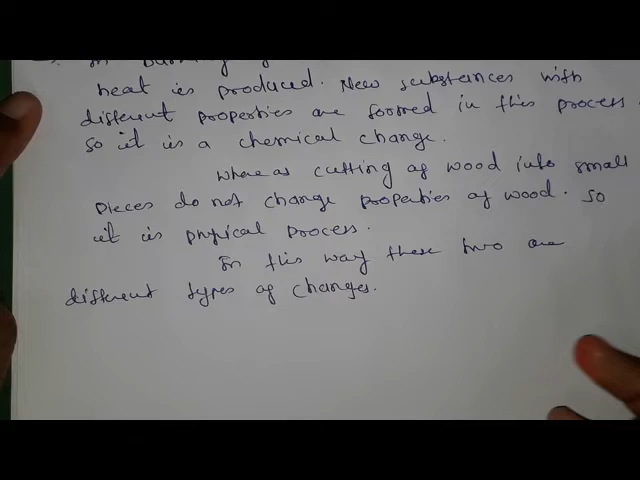 heat is produced. New substances with
different properties are formed in this process
so it is a chemical change.
Where as cutting of wood into small
pieces do not change properties of wood. so
it is physical process.
In this way these two are
different types of changes.